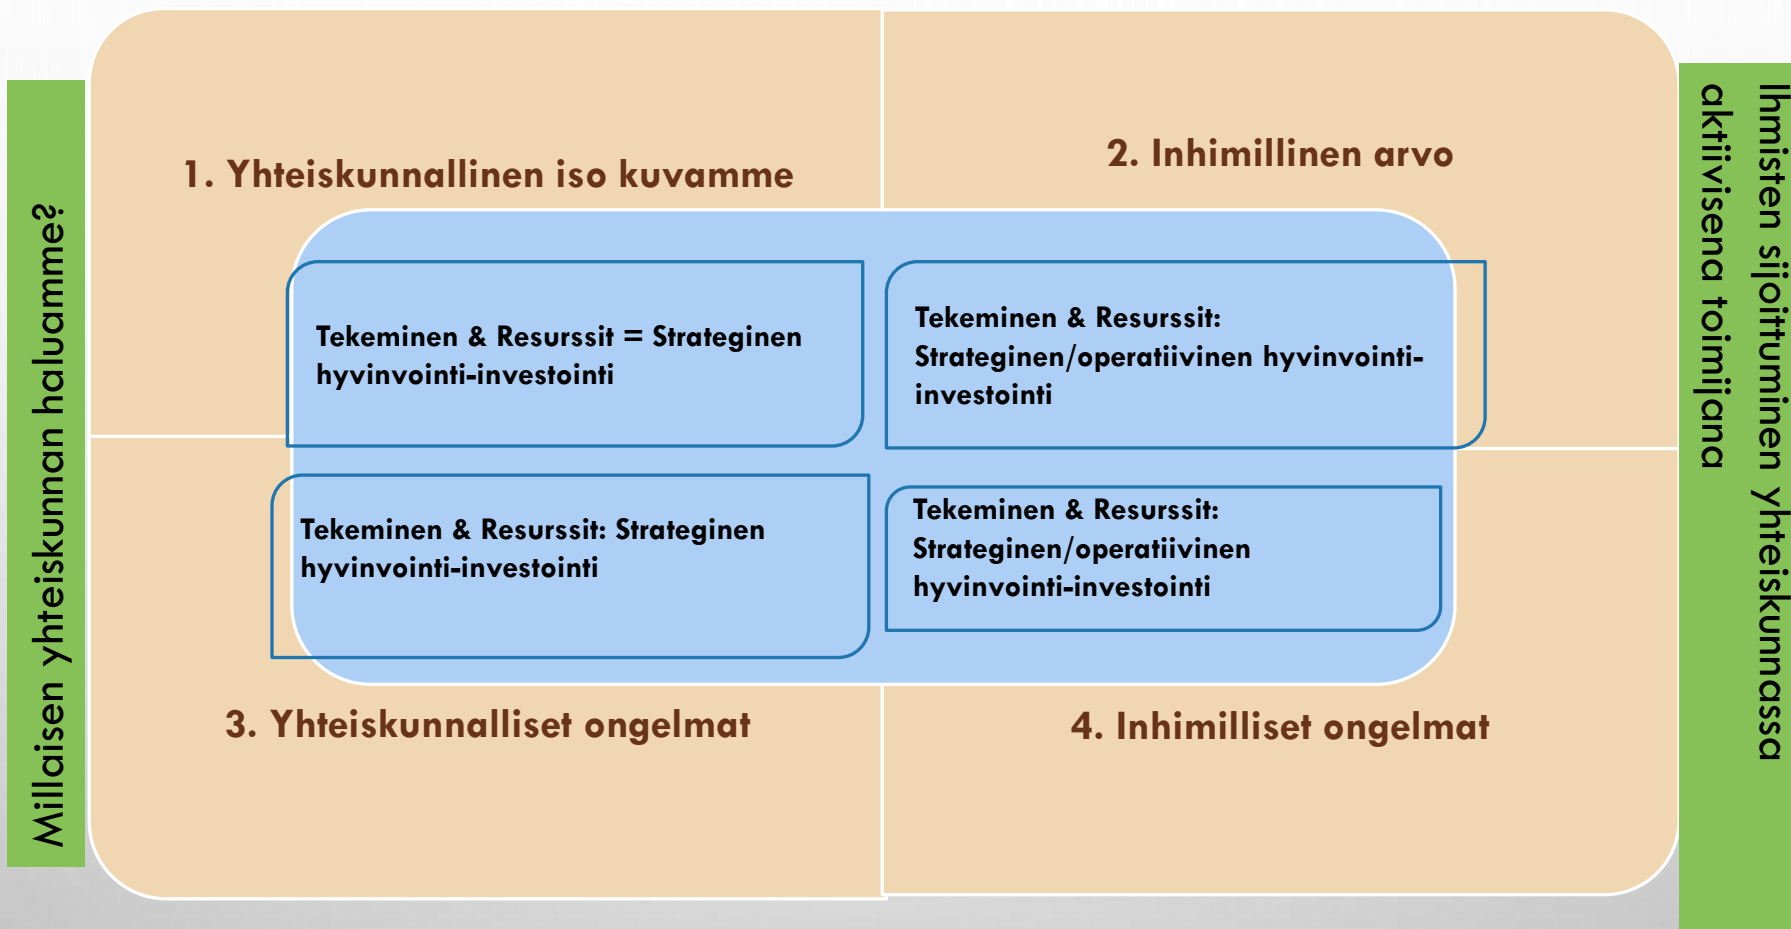 Millaisen yhteiskunnan haluamme?
1. Yhteiskunnallinen iso kuvamme
2. Inhimillinen arvo
Tekeminen & Resurssit = Strateginen
hyvinvointi-investointi
Tekeminen & Resurssit:
Strateginen/operatiivinen hyvinvointi-
investointi
Tekeminen & Resurssit: Strateginen
hyvinvointi-investointi
Tekeminen & Resurssit:
Strateginen/operatiivinen
hyvinvointi-investointi
3. Yhteiskunnalliset ongelmat
4. Inhimilliset ongelmat
Ihmisten sijoittuminen yhteiskunnassa
aktiivisena toimijana